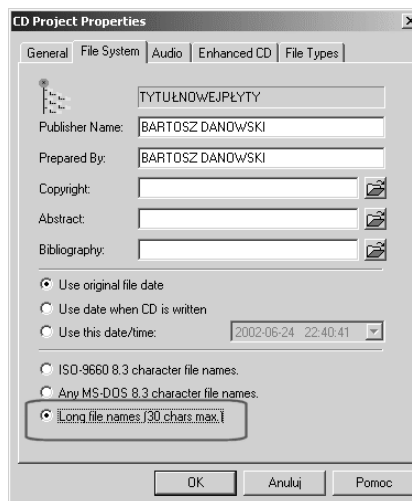 CD Project Properties
General File System Audio Enhanced CD File Types
TYTUŁNOWEJPŁYTY
Publisher Name: BARTOSZ DANOWSKI
Prepared By: BARTOSZ DANOWSKI
Copyright:
Abstract:
Bibliography:
Use original file date
Use date when CD is written
Use this date/time: 2002-06-24 22:40:41
ISO-9660 8.3 character file names.
Any MS-DOS 8.3 character file names.
Long file names [30 chars max.]
OK Anuluj Pomoc